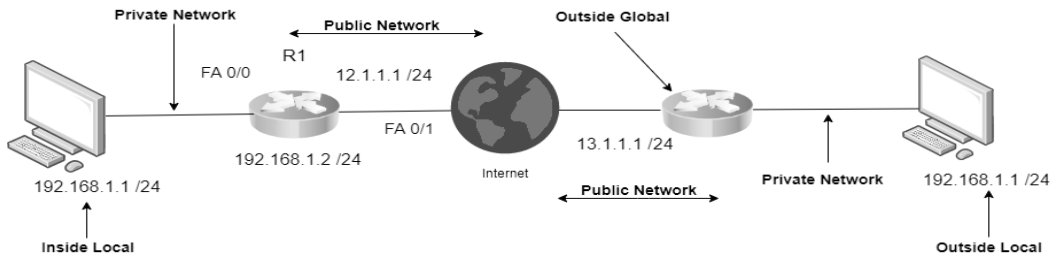 Private Network
Public Network
Outside Global
R1
FA 0/0
12.1.1.1 /24
FA 0/1
13.1.1.1 /24
192.168.1.2 /24
Internet
192.168.1.1 /24
Public Network
Private Network
192.168.1.1 /24
Inside Local
Outside Local